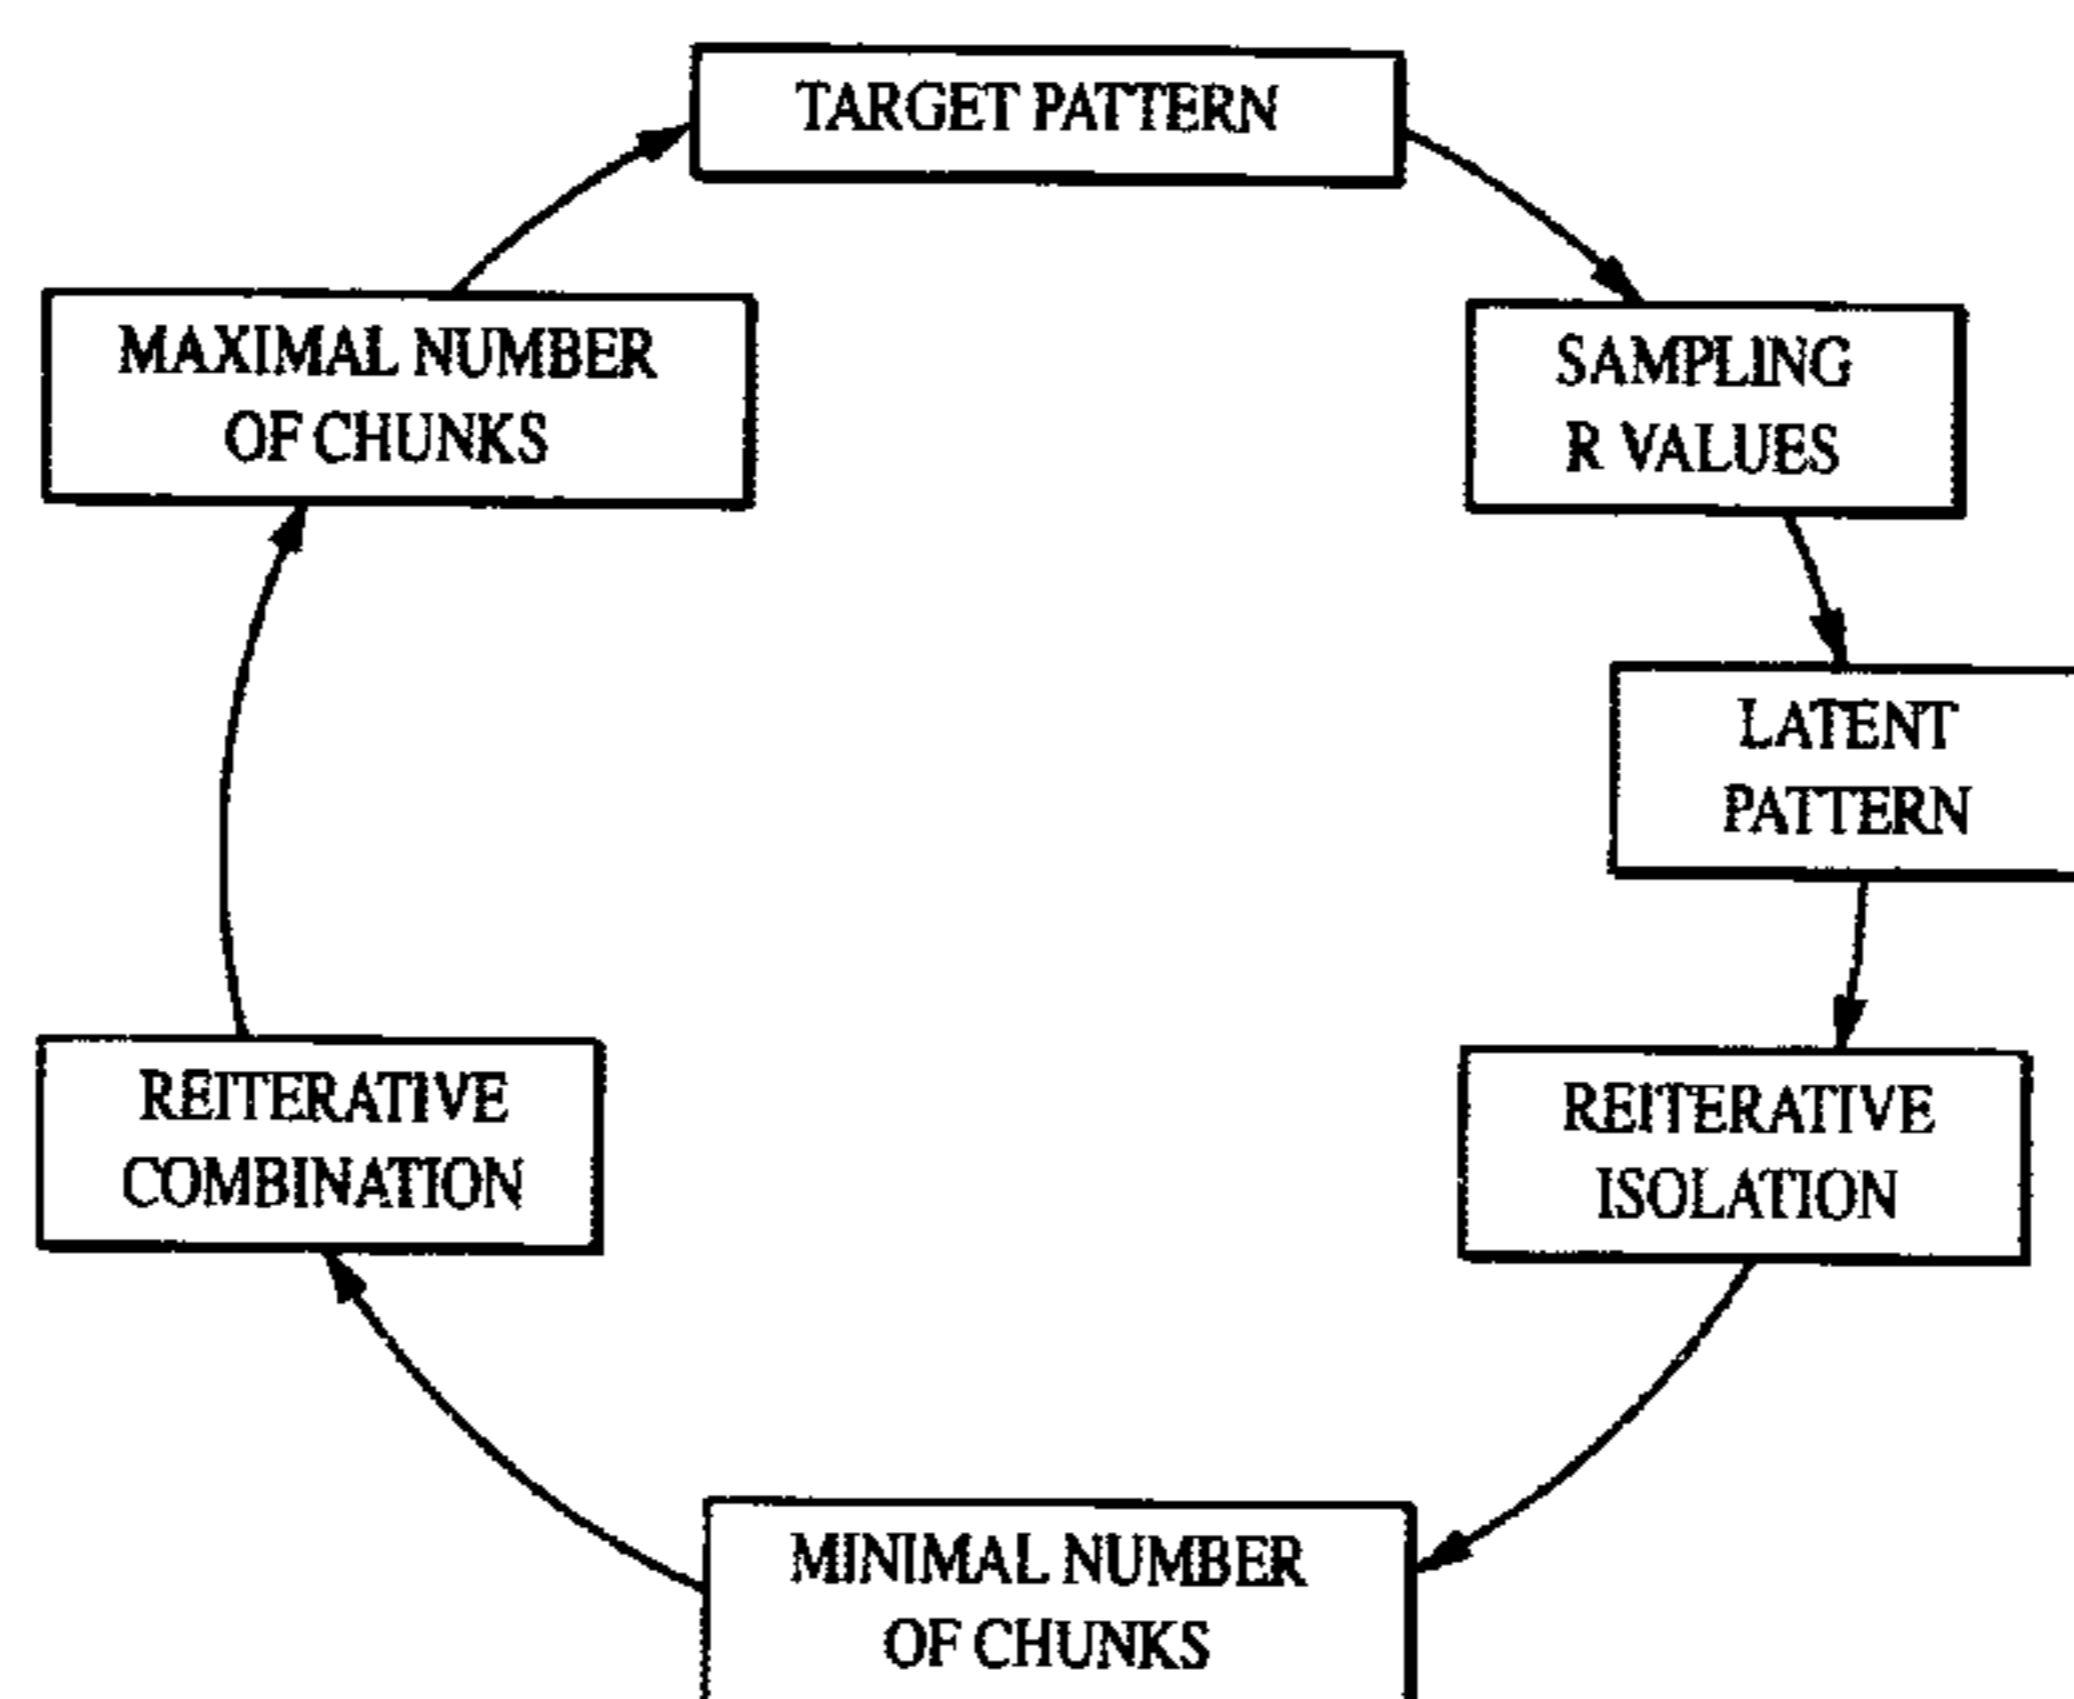 TARGET PATTERN
MAXIMAL NUMBER
OF CHUNKS
SAMPLING
R VALUES
LATENT
PATTERN
REITERATIVE
COMBINATION
REITERATIVE
ISOLATION
MINIMAL NUMBER
OF CHUNKS